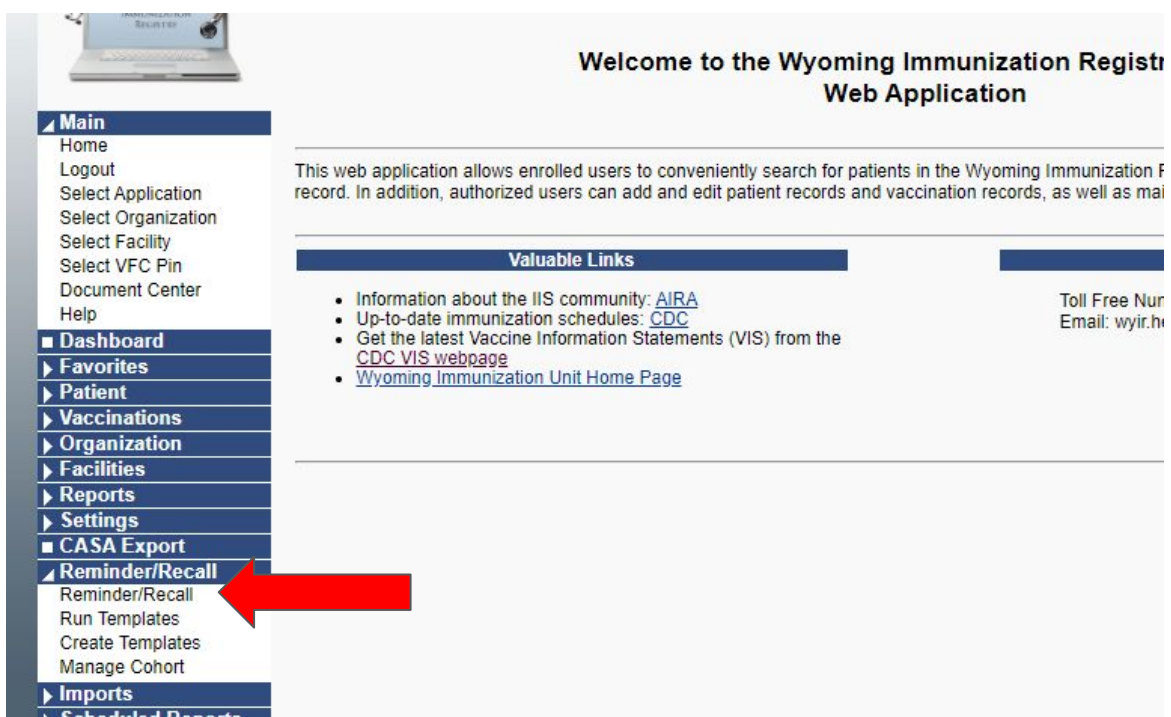 IMMUNIZATION
REGISTRY
Welcome to the Wyoming Immunization Registr
Web Application
Main
Home
Logout
Select Application
Select Organization
Select Facility
Select VFC Pin
Document Center
Help
Dashboard
Favorites
Patient
Vaccinations
Organization
Facilities
Reports
Settings
CASA Export
Reminder/Recall
Reminder/Recall
Run Templates
Create Templates
Manage Cohort
Imports
Scheduled Reports
This web application allows enrolled users to conveniently search for patients in the Wyoming Immunization R
record. In addition, authorized users can add and edit patient records and vaccination records, as well as mai
Valuable Links
Information about the IIS community: AIRA
Up-to-date immunization schedules: CDC
Get the latest Vaccine Information Statements (VIS) from the
CDC VIS webpage
Wyoming Immunization Unit Home Page
Toll Free Num
Email: wyir.he